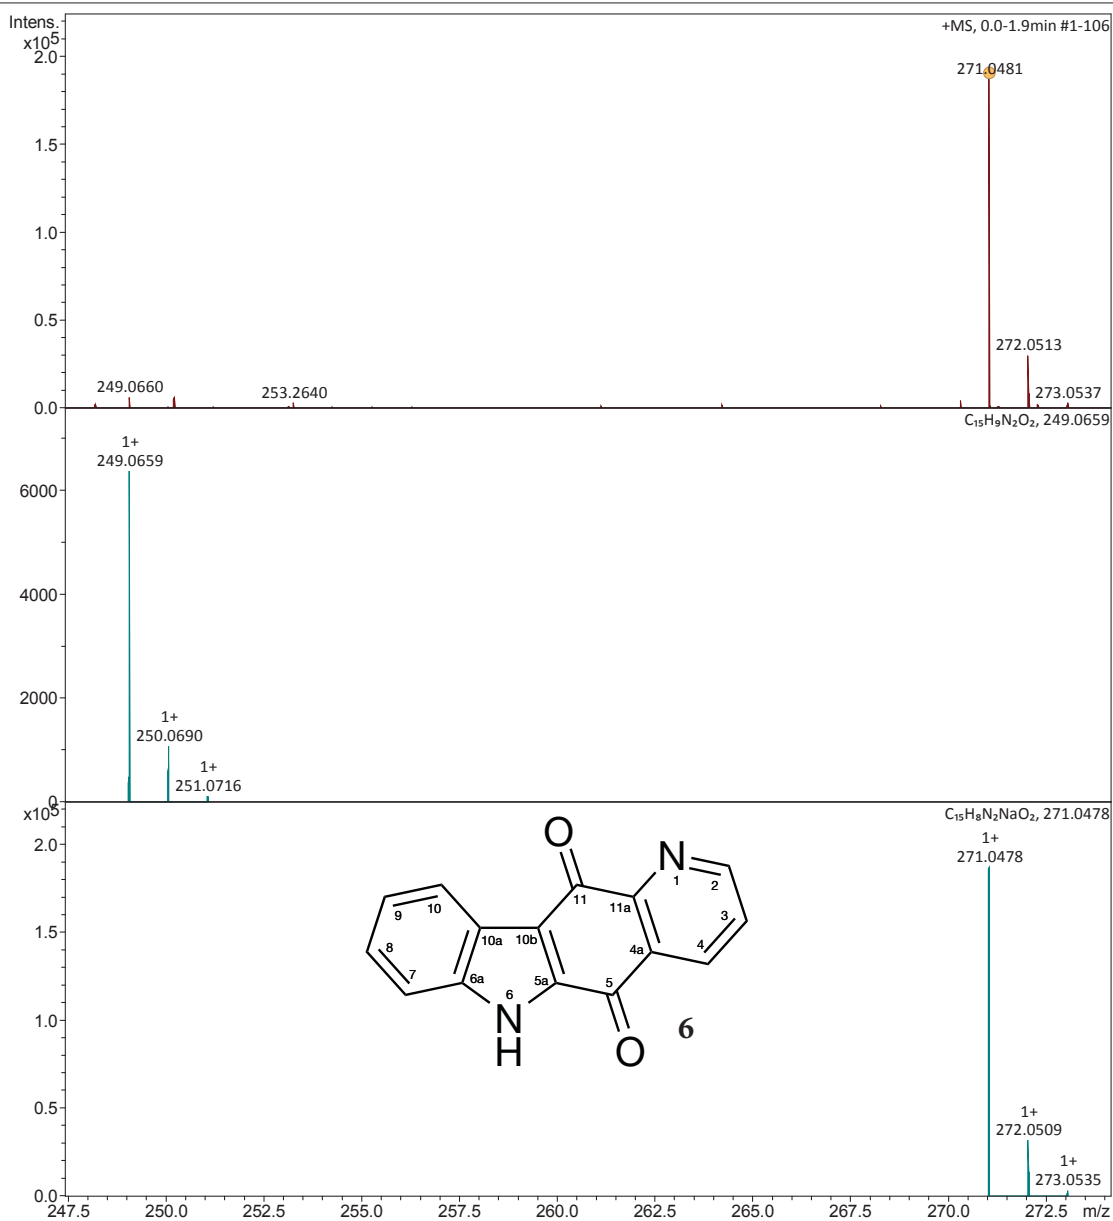 Intens.
x10⁵
+MS, 0.0-1.9min #1-106
2.0
271.0481
1.5
1.0
0.5
272.0513
249.0660
253.2640
273.0537
0.0
C₁₅H₉N₂O₂, 249.0659
1+
249.0659
6000
4000
2000
1+
250.0690
1+
251.0716
0
x10⁵
C₁₅H₈N₂NaO₂, 271.0478
1+
271.0478
2.0
O
N
1
2
11
11a
3
9
10
10a
10b
4
8
4a
1.5
7
6a
6
5a
5
N
H
O
6
1.0
0.5
1+
272.0509
1+
273.0535
0.0
247.5 250.0 252.5 255.0 257.5 260.0 262.5 265.0 267.5 270.0 272.5 m/z